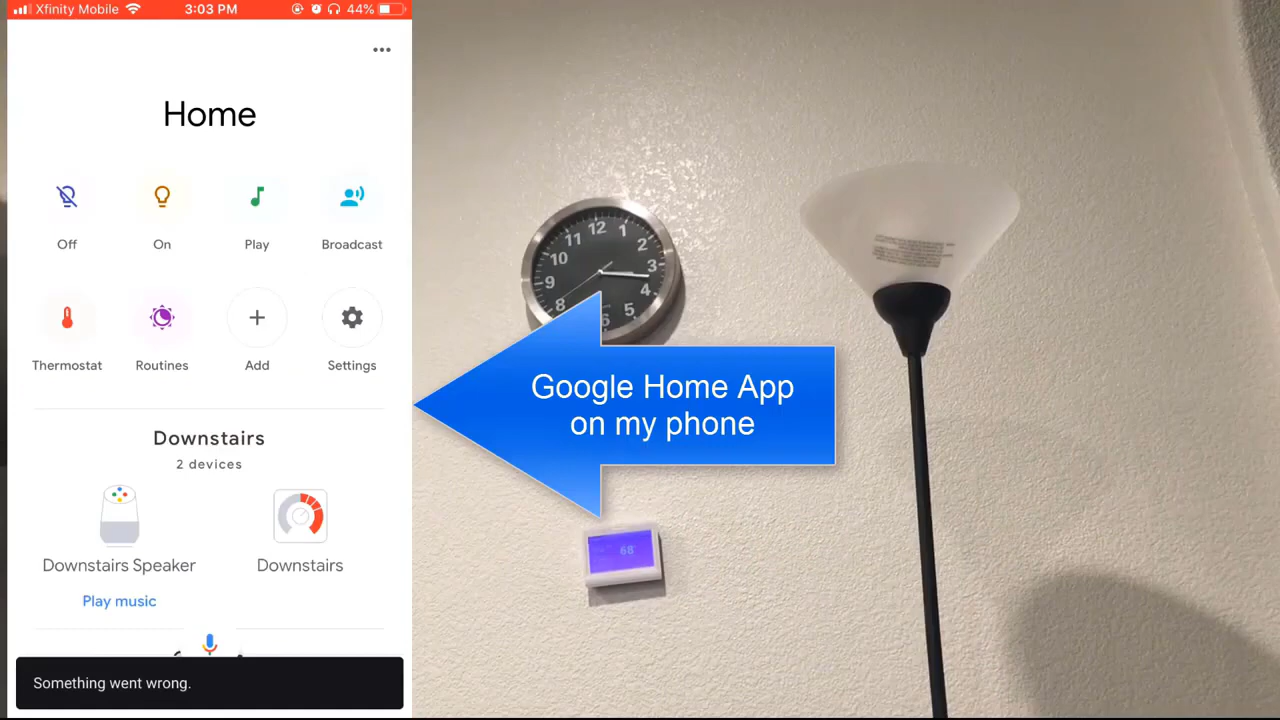 Xfinity Mobile 3:03 PM 44%
Home
Off On Play Broadcast
Thermostat Routines Add Settings
Downstairs
2 devices
Downstairs Speaker Downstairs
Play music
Something went wrong.
12
11 1
10 2
9 3
8 4
6 5
Google Home App
on my phone
68